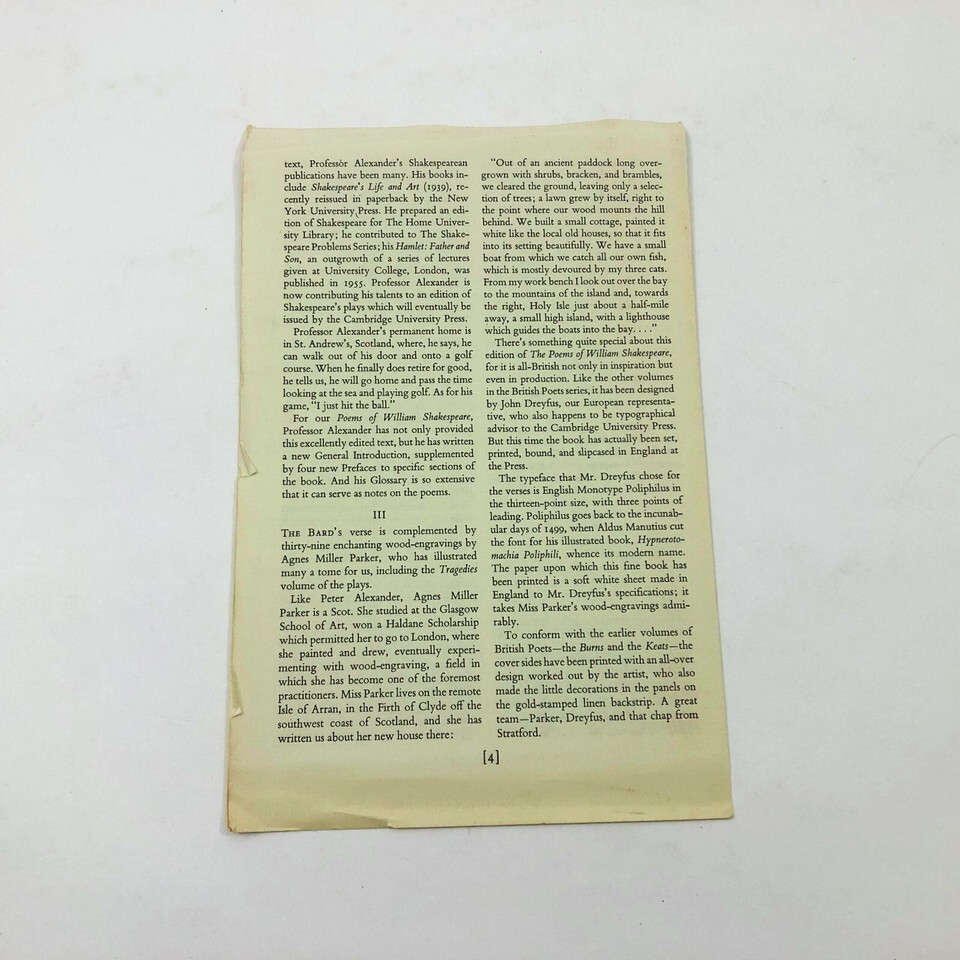 text, Professor Alexander's Shakespearean
publications have been many. His books in-
clude Shakespeare's Life and Art (1939), re-
cently reissued in paperback by the New
York University Press. He prepared an edi-
tion of Shakespeare for The Home Univer-
sity Library; he contributed to The Shake-
speare Problems Series; his Hamlet: Father and
Son, an outgrowth of a series of lectures
given at University College, London, was
published in 1955. Professor Alexander is
now contributing his talents to an edition of
Shakespeare's plays which will eventually be
issued by the Cambridge University Press.
Professor Alexander's permanent home is
in St. Andrew's, Scotland, where, he says, he
can walk out of his door and onto a golf
course. When he finally does retire for good,
he tells us, he will go home and pass the time
looking at the sea and playing golf. As for his
game, "I just hit the ball."
For our Poems of William Shakespeare,
Professor Alexander has not only provided
this excellently edited text, but he has written
a new General Introduction, supplemented
by four new Prefaces to specific sections of
the book. And his Glossary is so extensive
that it can serve as notes on the poems.
III
THE BARD'S verse is complemented by
thirty-nine enchanting wood-engravings by
Agnes Miller Parker, who has illustrated
many a tome for us, including the Tragedies
volume of the plays.
Like Peter Alexander, Agnes Miller
Parker is a Scot. She studied at the Glasgow
School of Art, won a Haldane Scholarship
which permitted her to go to London, where
she painted and drew, eventually experi-
menting with wood-engraving, a field in
which she has become one of the foremost
practitioners. Miss Parker lives on the remote
Isle of Arran, in the Firth of Clyde off the
southwest coast of Scotland, and she has
written us about her new house there:
"Out of an ancient paddock long over-
grown with shrubs, bracken, and brambles,
we cleared the ground, leaving only a selec-
tion of trees; a lawn grew by itself, right to
the point where our wood mounts the hill
behind. We built a small cottage, painted it
white like the local old houses, so that it fits
into its setting beautifully. We have a small
boat from which we catch all our own fish,
which is mostly devoured by my three cats.
From my work bench I look out over the bay
to the mountains of the island and, towards
the right, Holy Isle just about a half-mile
away, a small high island, with a lighthouse
which guides the boats into the bay. . . ."
There's something quite special about this
edition of The Poems of William Shakespeare,
for it is all-British not only in inspiration but
even in production. Like the other volumes
in the British Poets series, it has been designed
by John Dreyfus, our European representa-
tive, who also happens to be typographical
advisor to the Cambridge University Press.
But this time the book has actually been set,
printed, bound, and slipcased in England at
the Press.
The typeface that Mr. Dreyfus chose for
the verses is English Monotype Poliphilus in
the thirteen-point size, with three points of
leading. Poliphilus goes back to the incunab-
ular days of 1499, when Aldus Manutius cut
the font for his illustrated book, Hypneroto-
machia Poliphili, whence its modern name.
The paper upon which this fine book has
been printed is a soft white sheet made in
England to Mr. Dreyfus's specifications; it
takes Miss Parker's wood-engravings admi-
rably.
To conform with the earlier volumes of
British Poets—the Burns and the Keats—the
cover sides have been printed with an all-over
design worked out by the artist, who also
made the little decorations in the panels on
the gold-stamped linen backstrip. A great
team—Parker, Dreyfus, and that chap from
Stratford.
[4]